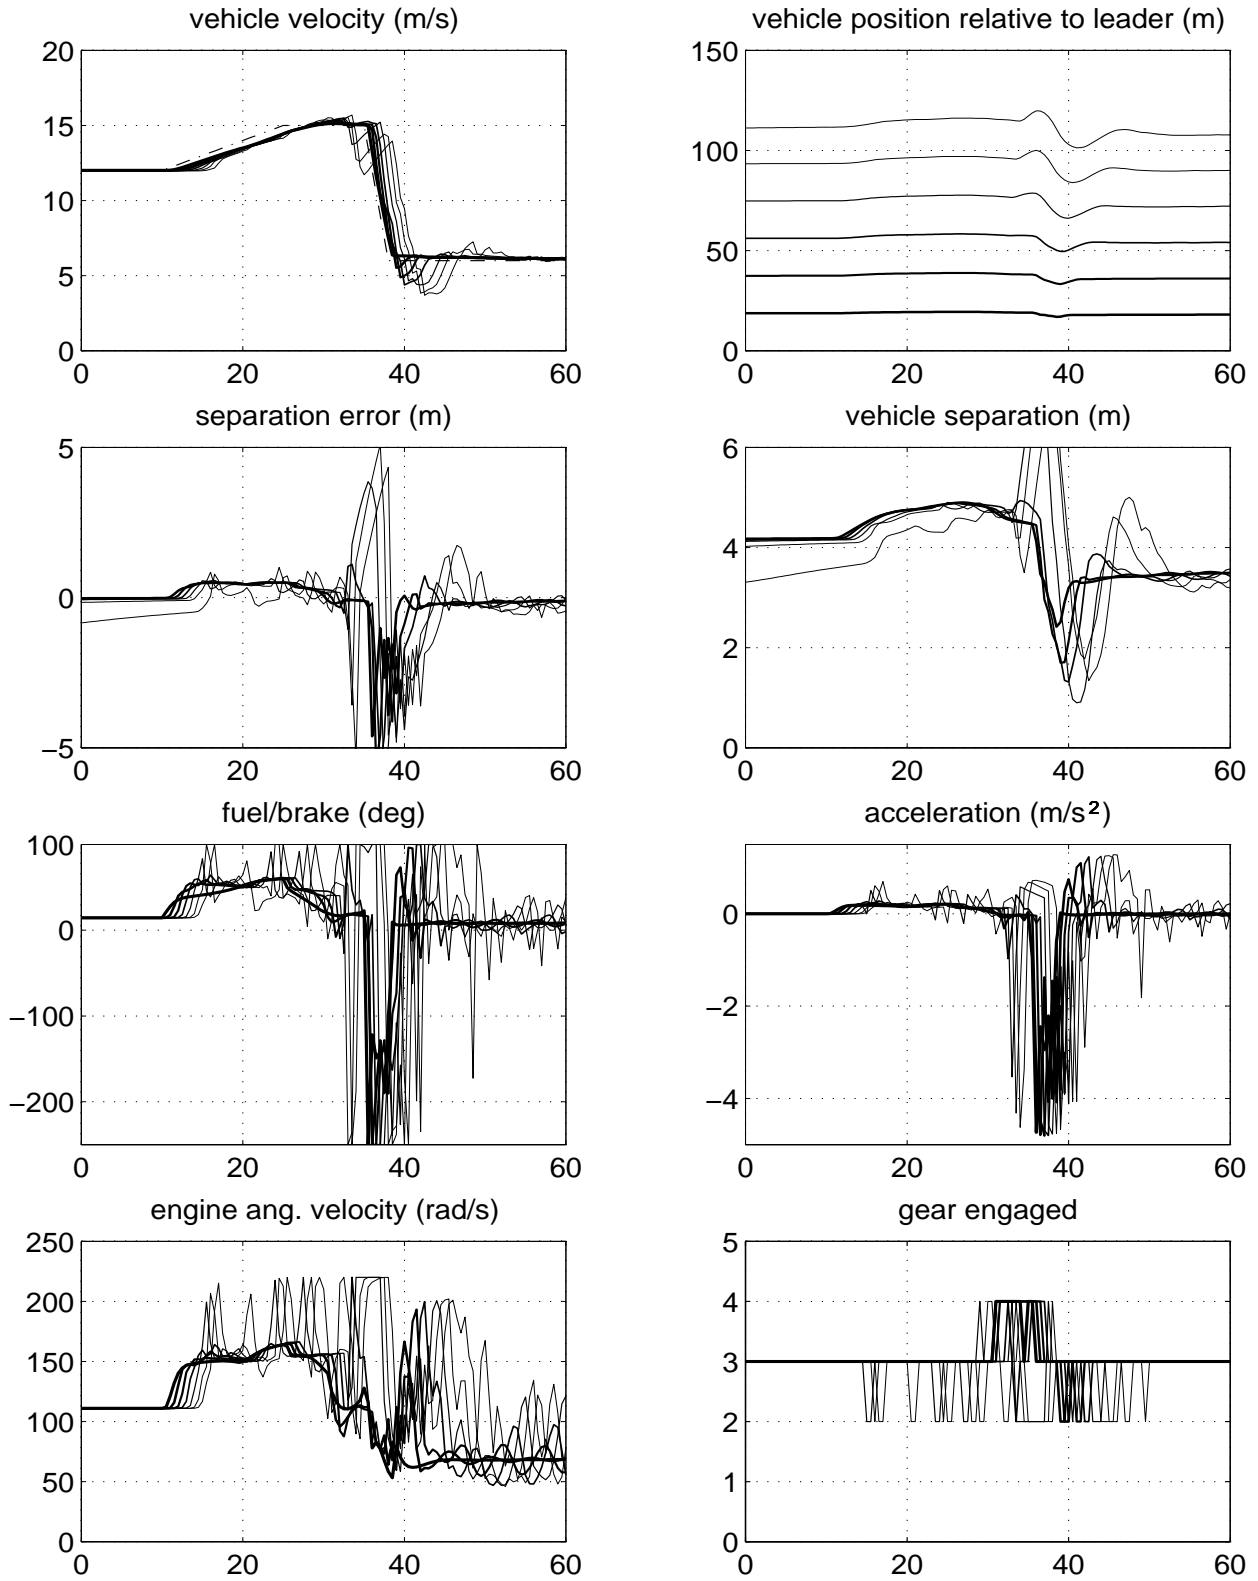 vehicle velocity (m/s)
20
15
10
5
0
0 20 40 60
vehicle position relative to leader (m)
150
100
50
0
0 20 40 60
separation error (m)
5
0
−5
0 20 40 60
vehicle separation (m)
6
4
2
0
0 20 40 60
fuel/brake (deg)
100
0
−100
−200
0 20 40 60
acceleration (m/s²)
0
−2
−4
0 20 40 60
engine ang. velocity (rad/s)
250
200
150
100
50
0
0 20 40 60
gear engaged
5
4
3
2
1
0
0 20 40 60